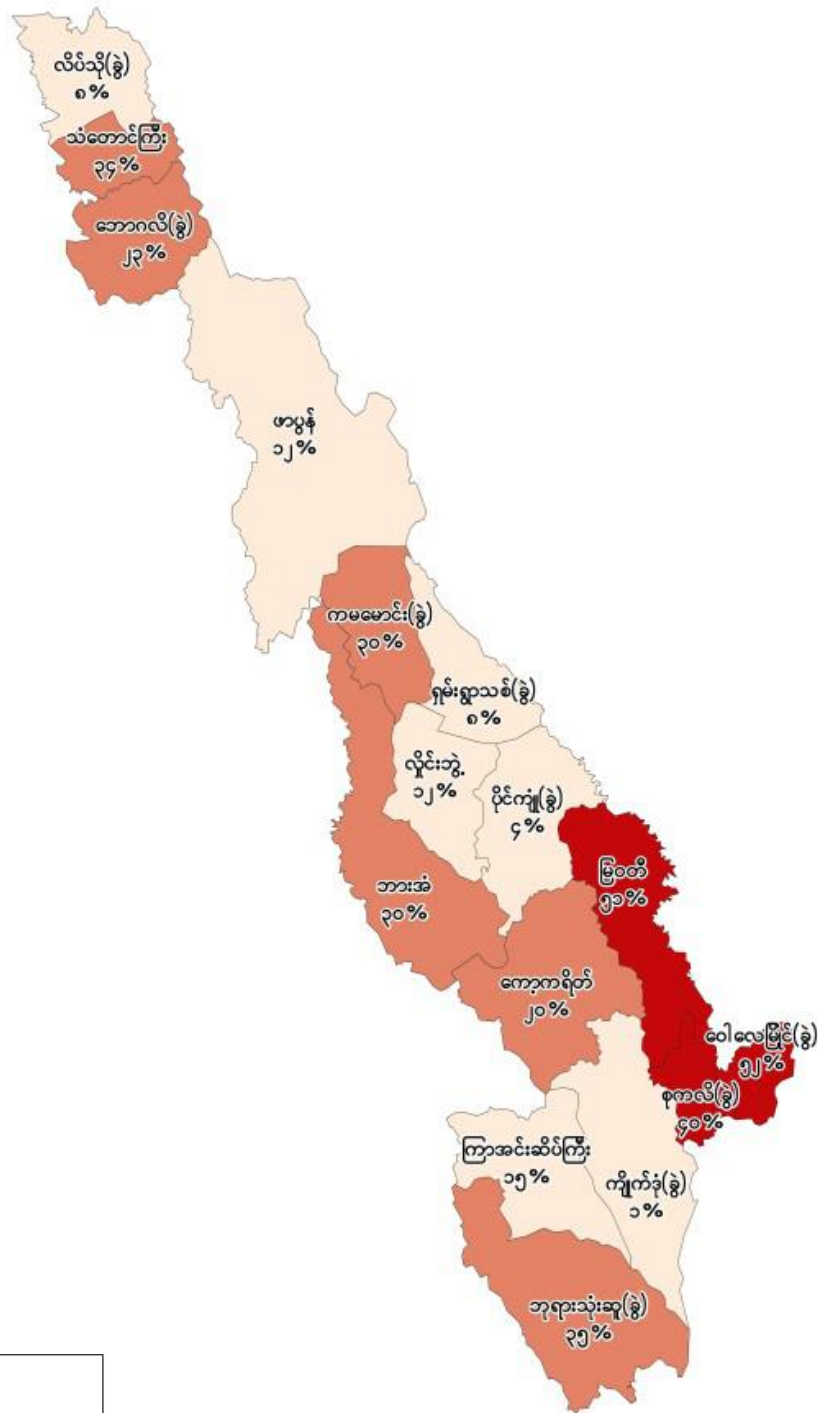 လိပ်သို(ခွဲ)
၈%
သံတောင်ကြီး
၃၄%
ဘောဂလိ(ခွဲ)
၂၃%
ဖာပွန်
၁၂%
ကမမောင်း(ခွဲ)
၃၀%
ရှမ်းရွာသစ်(ခွဲ)
၈%
လှိုင်းဘွဲ့
၁၂%
ပိုင်ကျုံ(ခွဲ)
၄%
မြဝတီ
၅၁%
ဘားအံ
၃၀%
ကော့ကရိတ်
၂၀%
ဝေါလေမြိုင်(ခွဲ)
၅၂%
စုကလိ(ခွဲ)
၄၀%
ကြာအင်းဆိပ်ကြီး
၁၅%
ကျိုက်ဒုံ(ခွဲ)
၁%
ဘုရားသုံးဆူ(ခွဲ)
၃၅%